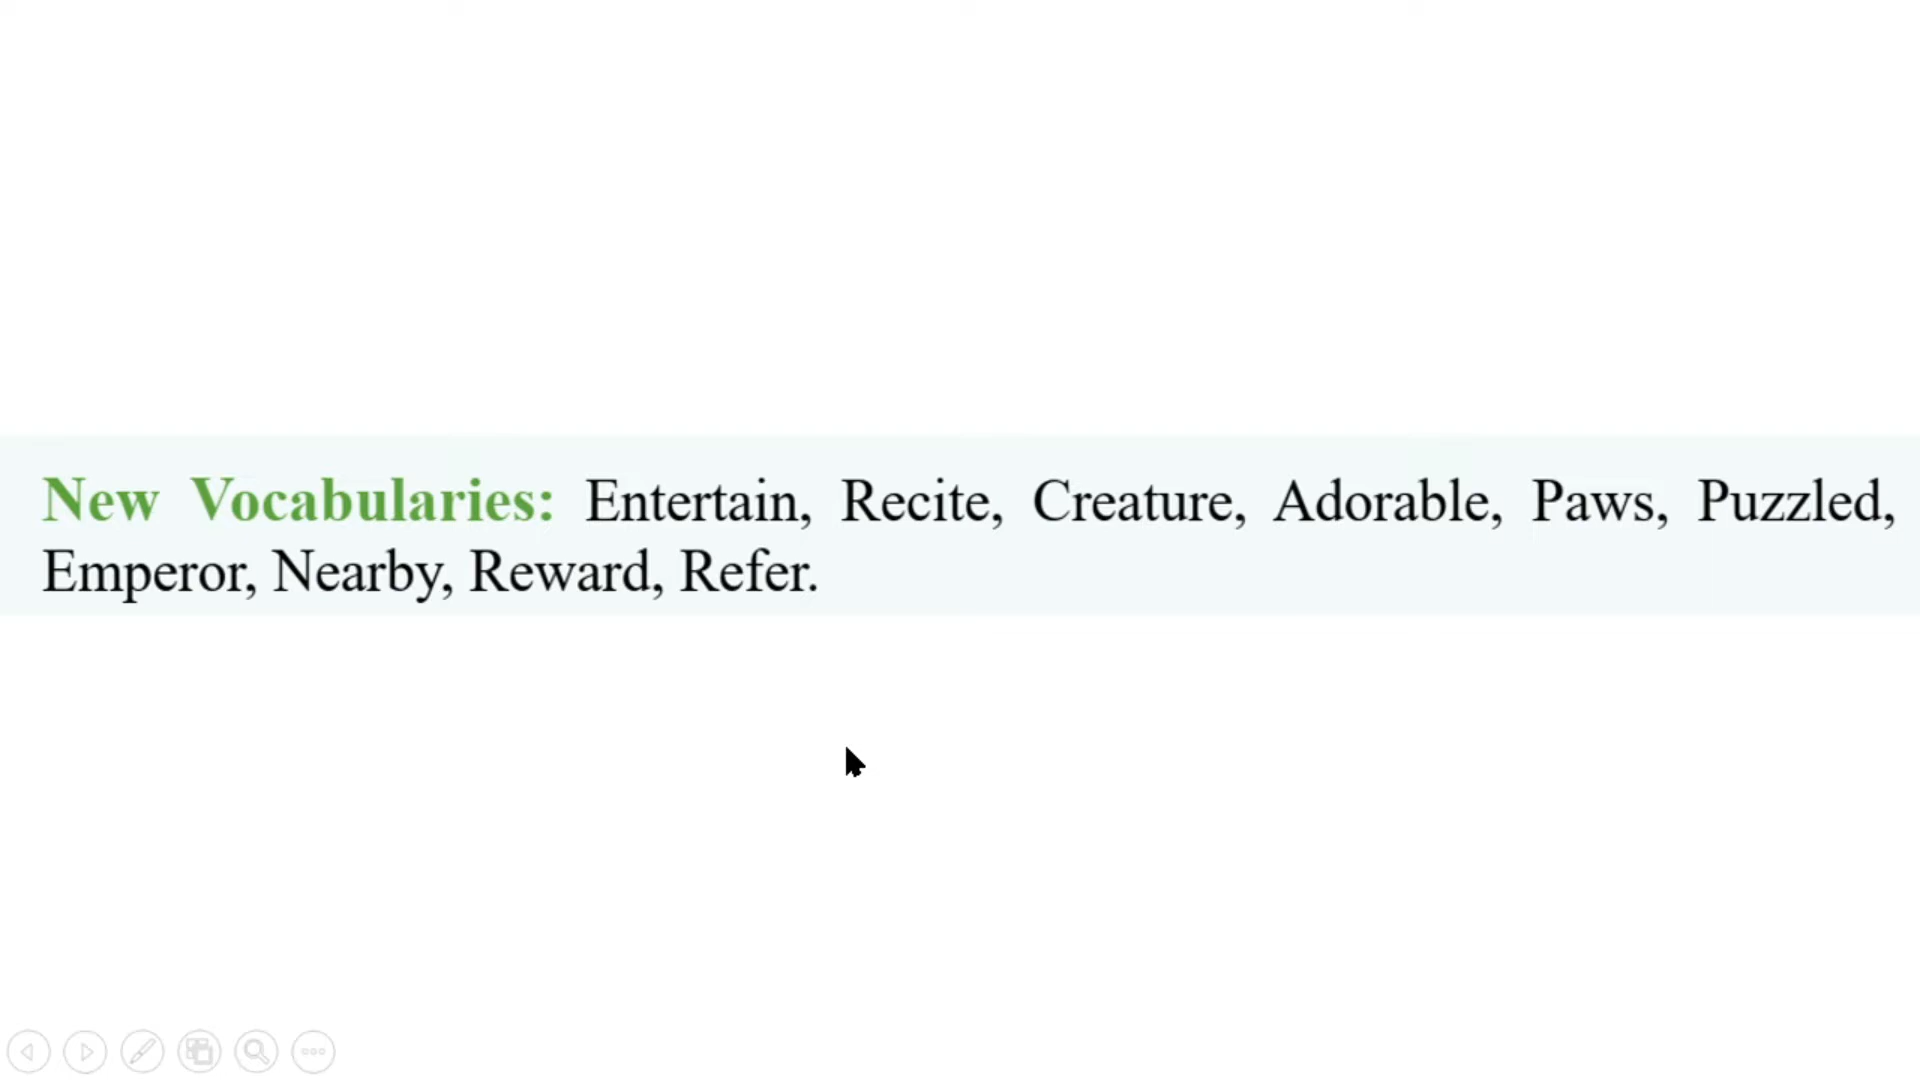 New Vocabularies: Entertain, Recite, Creature, Adorable, Paws, Puzzled,
Emperor, Nearby, Reward, Refer.